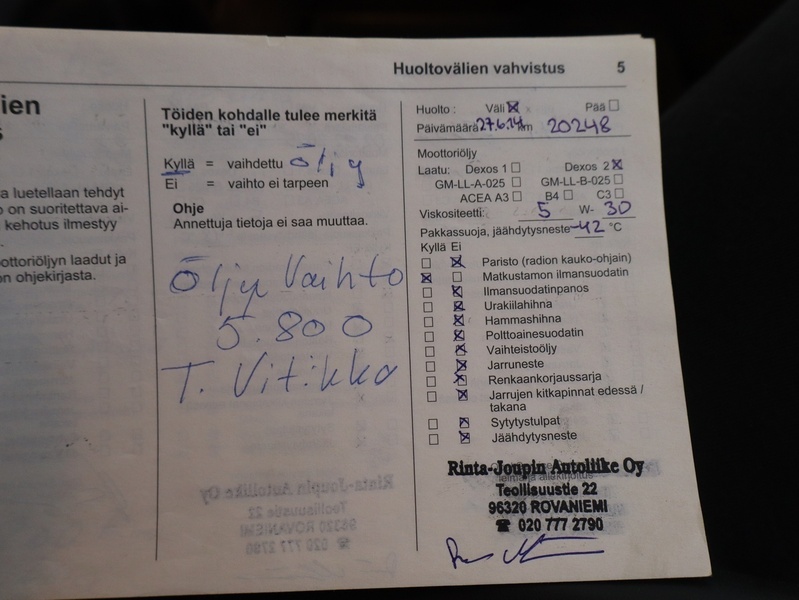 Huoltovälien vahvistus 5
ien
a luetellaan tehdyt
o on suoritettava ai-
kehotus ilmestyy
oottoriöljyn laadut ja
on ohjekirjasta.
Töiden kohdalle tulee merkitä
"kyllä" tai "ei"
Kyllä = vaihdettu öljy
Ei = vaihto ei tarpeen
Ohje
Annettuja tietoja ei saa muuttaa.
Öljyn Vaihto
5.800
T. Vitikka
Huolto: Väli Pää
Päivämäärä 27.6.14 km 20248
Moottoriöljy
Laatu: Dexos 1 Dexos 2
GM-LL-A-025 GM-LL-B-025
ACEA A3 B4 C3
Viskositeetti: 5 W- 30
Pakkassuoja, jäähdytysneste -42 °C
Kyllä Ei
Paristo (radion kauko-ohjain)
Matkustamon ilmansuodatin
Ilmansuodatinpanos
Urakiilahihna
Hammashihna
Polttoainesuodatin
Vaihteistoöljy
Jarruneste
Renkaankorjaussarja
Jarrujen kitkapinnat edessä /
takana
Sytytystulpat
Jäähdytysneste
Rinta-Joupin Autoliike Oy
Teollisuustie 22
96320 ROVANIEMI
☎ 020 777 2790